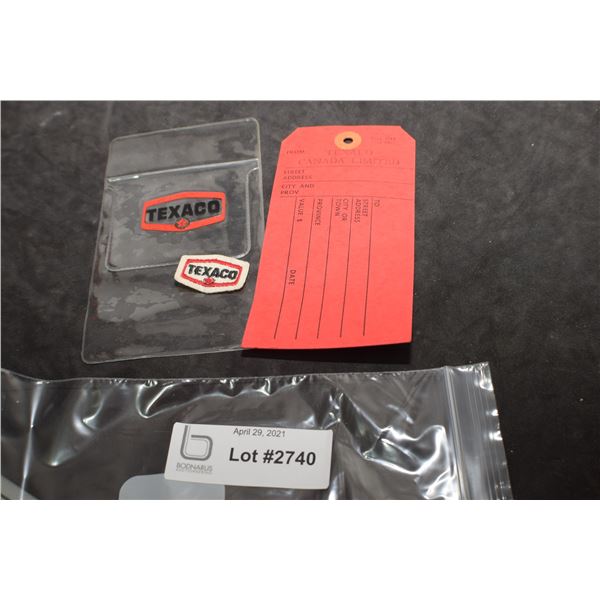 TEXACO
TEXACO
FROM
TEXACO
CANADA LIMITED
STREET
ADDRESS
CITY AND
PROV.
TO
STREET
ADDRESS
CITY OR
TOWN
PROVINCE
VALUE $
DATE
April 29, 2021
BODNARUS
Lot #2740